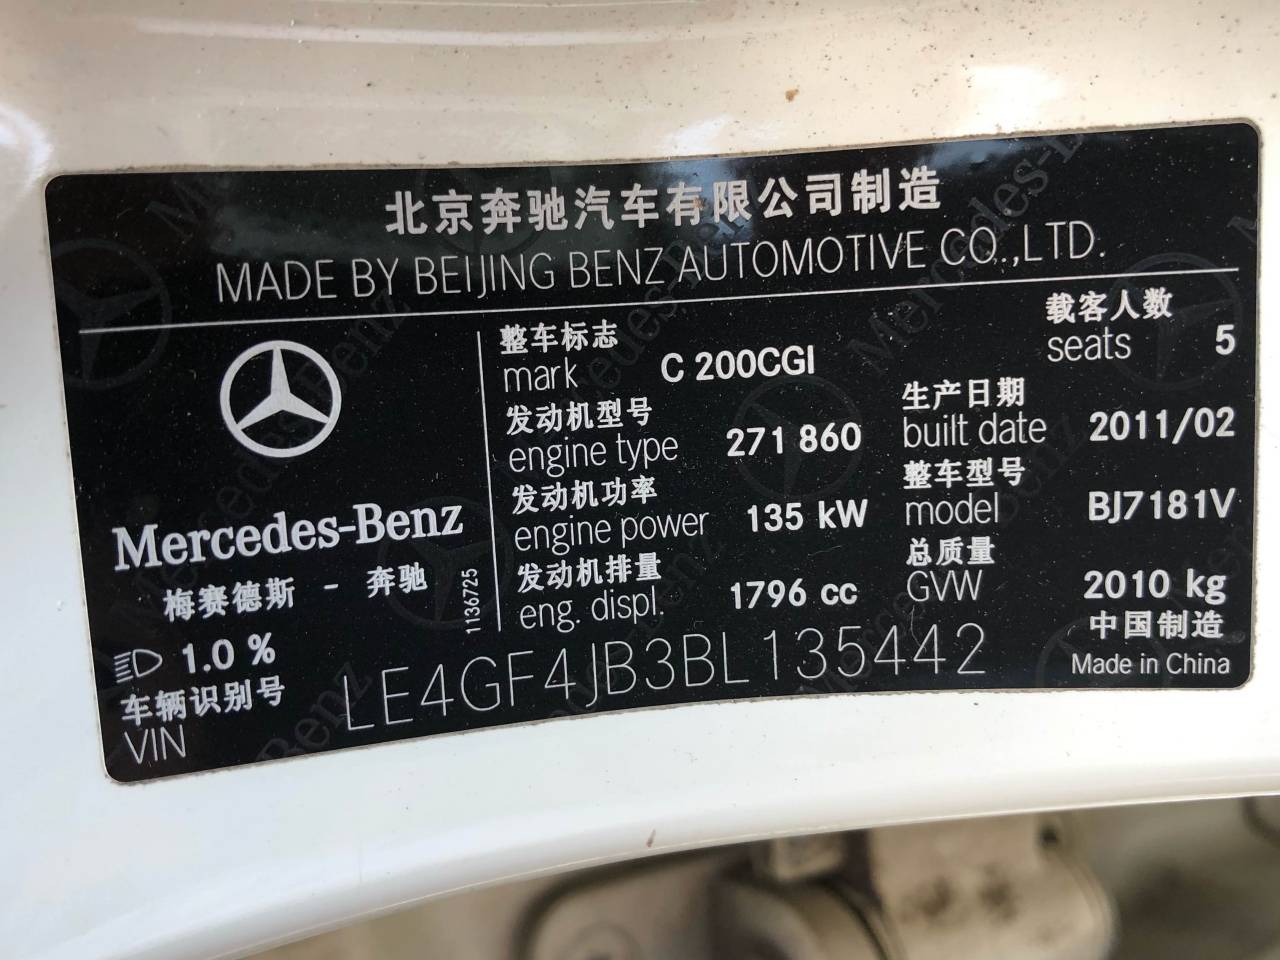 北京奔驰汽车有限公司制造
MADE BY BEIJING BENZ AUTOMOTIVE CO.,LTD.
Mercedes-Benz
梅赛德斯 - 奔驰
1136725
整车标志
mark C 200CGI
载客人数
seats 5
发动机型号
engine type 271 860
生产日期
built date 2011/02
发动机功率
engine power 135 kW
整车型号
model BJ7181V
发动机排量
eng. displ. 1796 cc
总质量
GVW 2010 kg
中国制造
Made in China
1.0 %
车辆识别号
VIN LE4GF4JB3BL135442